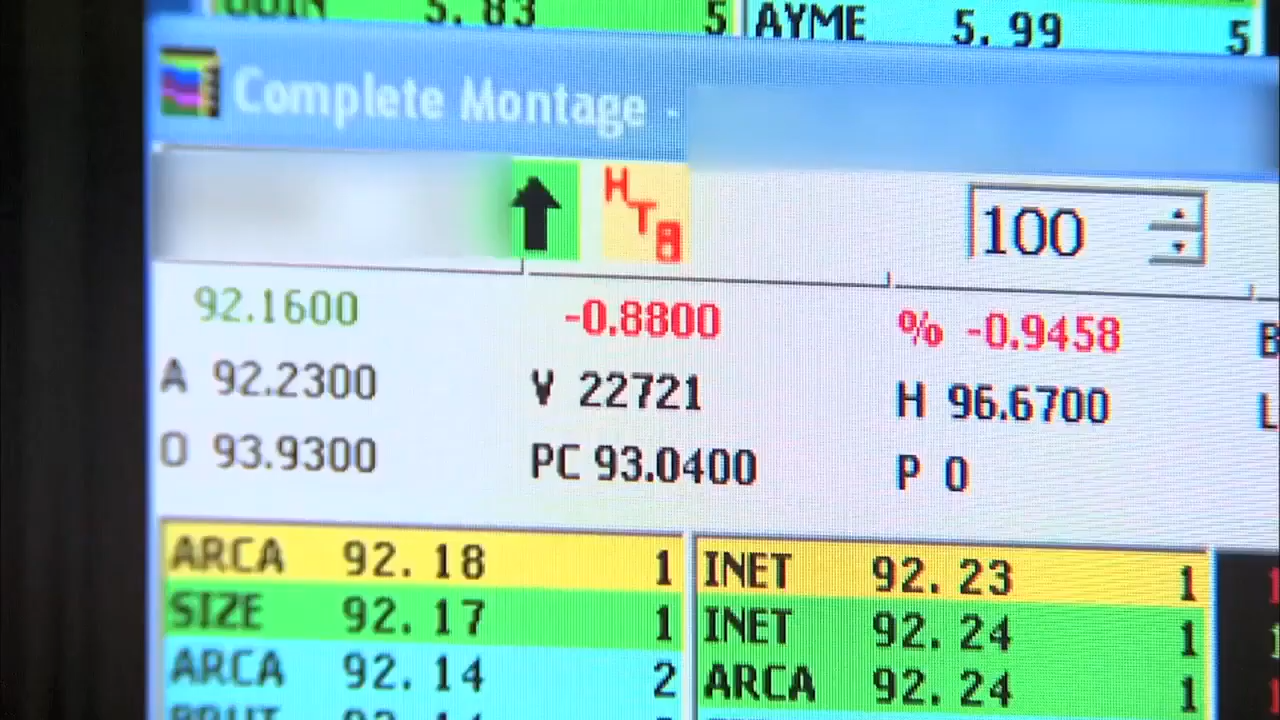 5.83 5 AYME 5.99 5
Complete Montage -
HTB 100
92.1600 -0.8800 % -0.9458
A 92.2300 V 22721 H 96.6700
O 93.9300 PC 93.0400 P 0
ARCA 92.18 1 INET 92.23 1
SIZE 92.17 1 INET 92.24 1
ARCA 92.14 2 ARCA 92.24 1